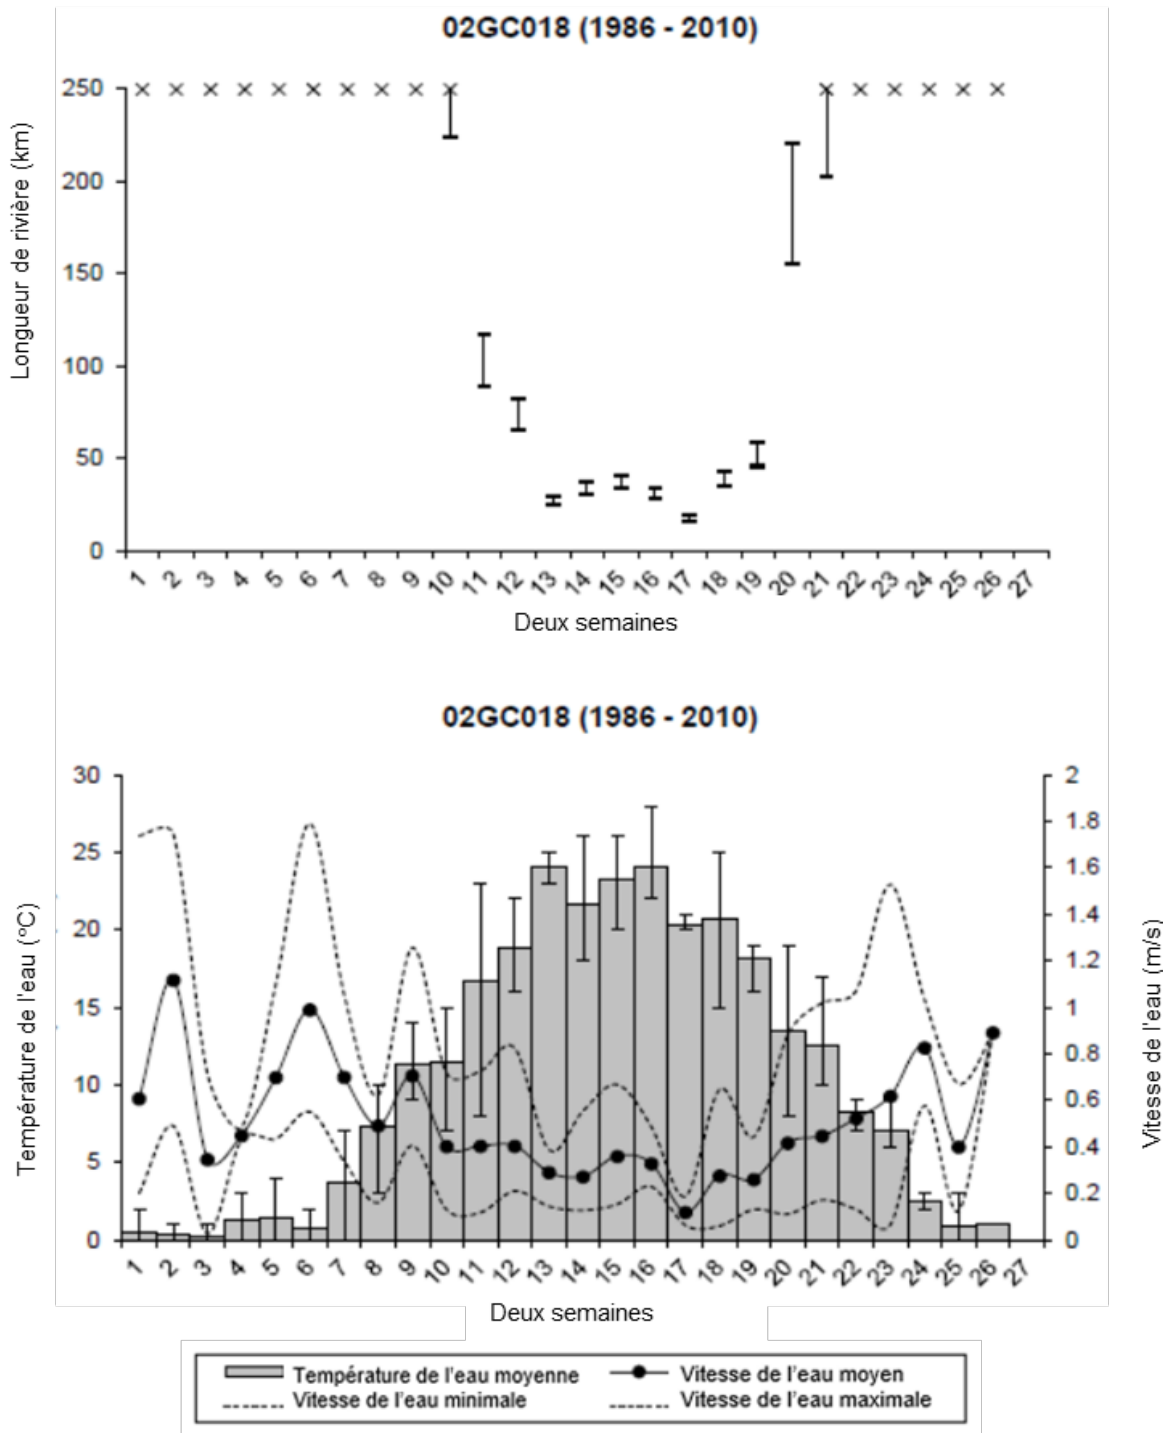 02GC018 (1986 - 2010)
Longueur de rivière (km)
250
200
150
100
50
0
1 2 3 4 5 6 7 8 9 10 11 12 13 14 15 16 17 18 19 20 21 22 23 24 25 26 27
Deux semaines
02GC018 (1986 - 2010)
Température de l'eau (°C)
30
25
20
15
10
5
0
Vitesse de l'eau (m/s)
2
1.8
1.6
1.4
1.2
1
0.8
0.6
0.4
0.2
0
1 2 3 4 5 6 7 8 9 10 11 12 13 14 15 16 17 18 19 20 21 22 23 24 25 26 27
Deux semaines
Température de l'eau moyenne Vitesse de l'eau moyen
Vitesse de l'eau minimale Vitesse de l'eau maximale